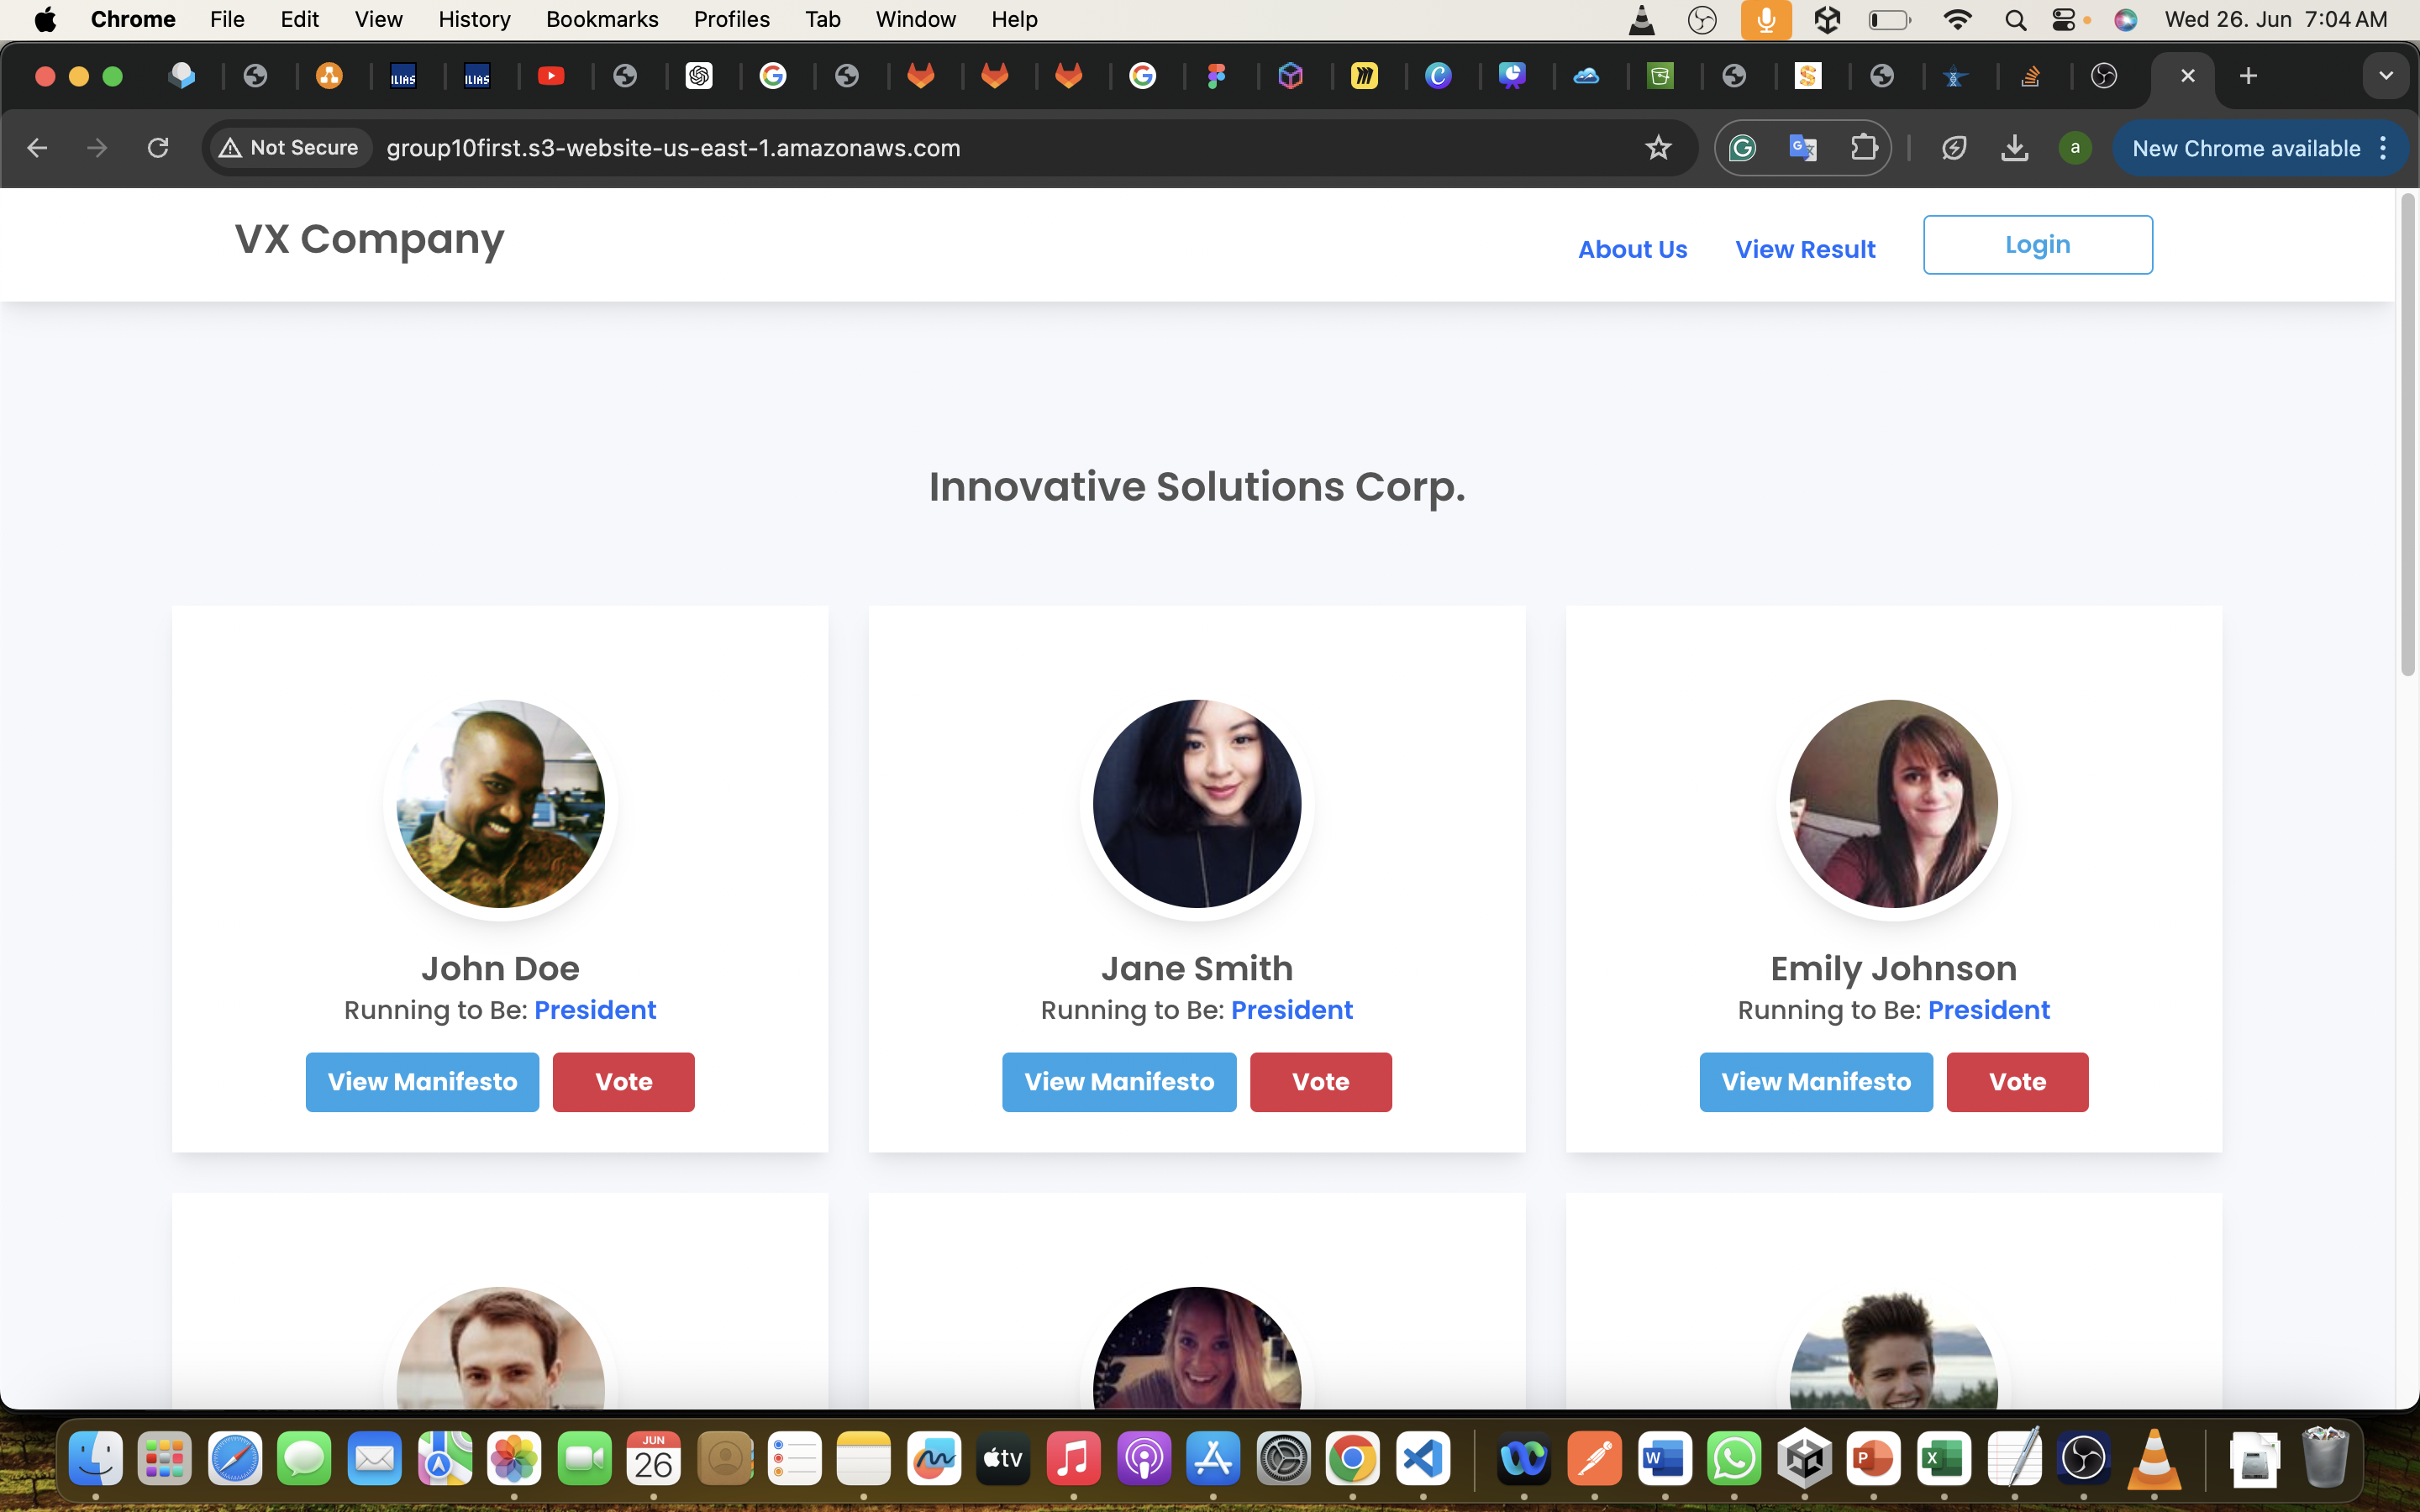 Chrome File Edit View History Bookmarks Profiles Tab Window Help Wed 26. Jun 7:04 AM
ILIAS ILIAS
Not Secure group10first.s3-website-us-east-1.amazonaws.com a New Chrome available
VX Company About Us View Result Login
Innovative Solutions Corp.
John Doe Jane Smith Emily Johnson
Running to Be: President Running to Be: President Running to Be: President
View Manifesto Vote View Manifesto Vote View Manifesto Vote
JUN
26 tv W P X